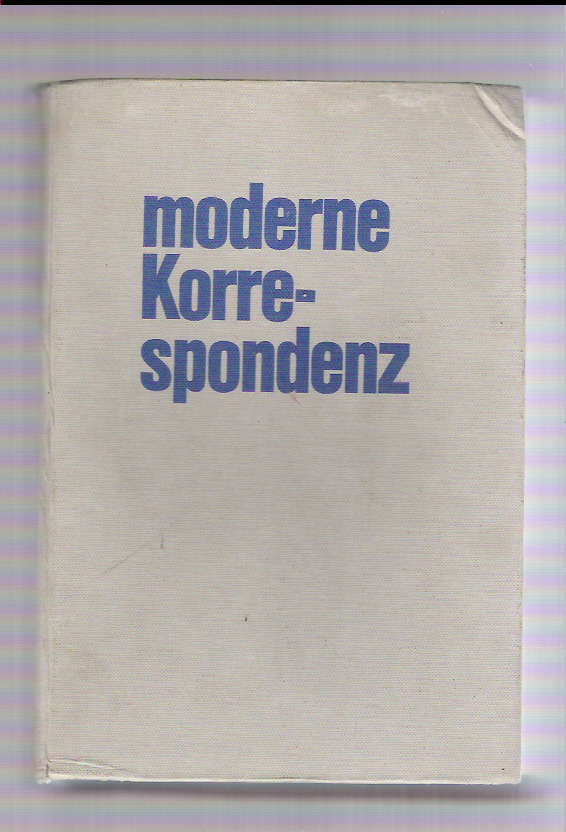 moderne
Korre-
spondenz